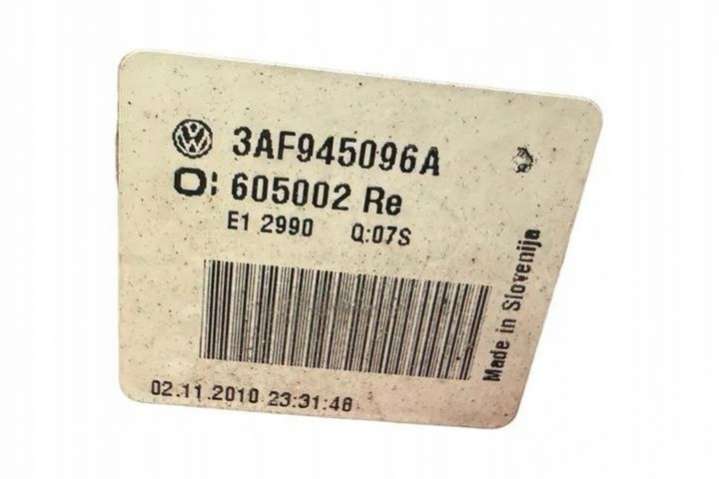 3AF945096A
O: 605002 Re
E1 2990 Q:07S
02.11.2010 23:31:46
Made in Slovenija